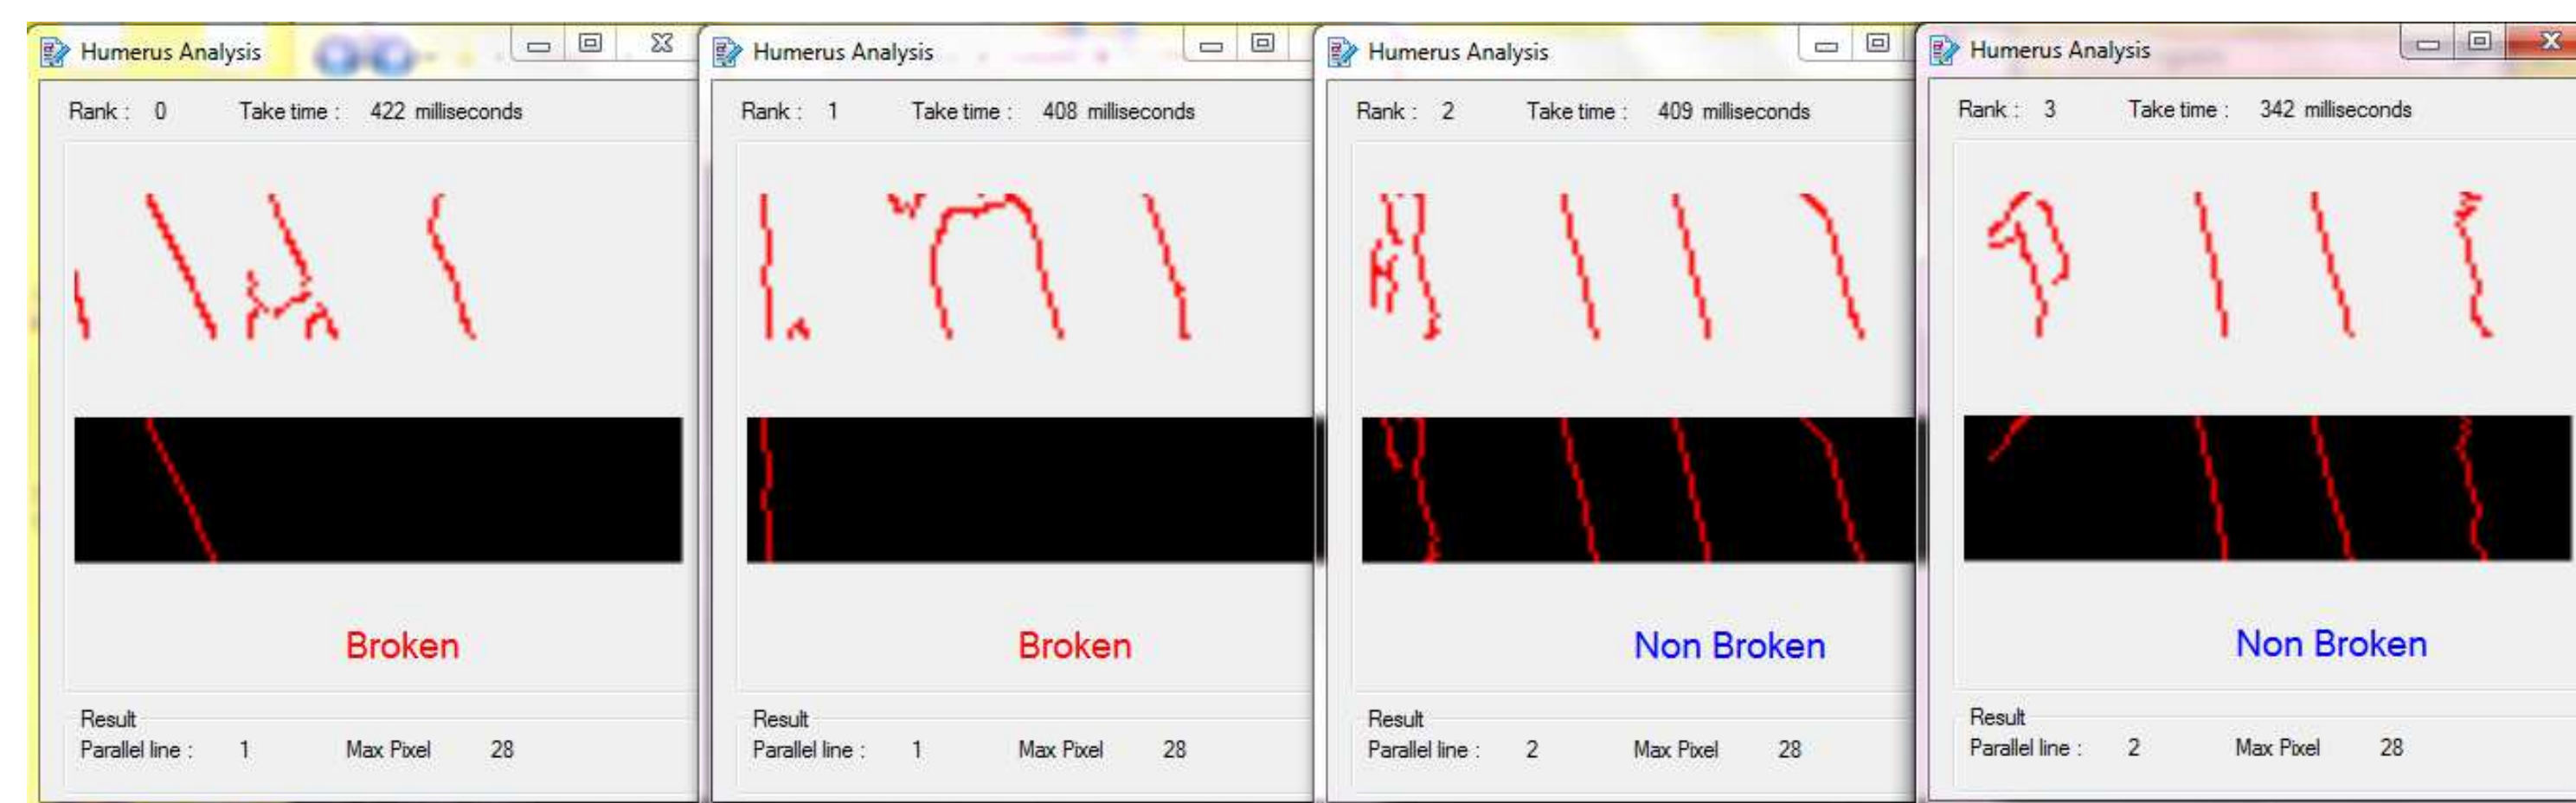 Humerus Analysis
Rank : 0 Take time : 422 milliseconds
Broken
Result
Parallel line : 1 Max Pixel 28
Humerus Analysis
Rank : 1 Take time : 408 milliseconds
Broken
Result
Parallel line : 1 Max Pixel 28
Humerus Analysis
Rank : 2 Take time : 409 milliseconds
Non Broken
Result
Parallel line : 2 Max Pixel 28
Humerus Analysis
Rank : 3 Take time : 342 milliseconds
Non Broken
Result
Parallel line : 2 Max Pixel 28